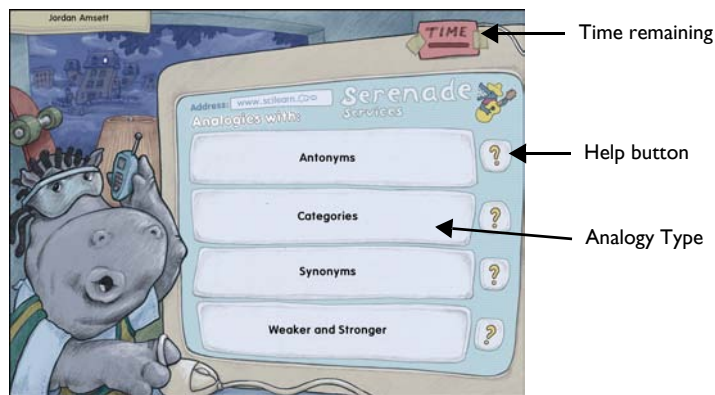 Jordan Amsett
TIME
Time remaining
Address: www.scilearn.com
Serenade
Services
Analogies with:
Antonyms
?
Help button
Categories
?
Analogy Type
Synonyms
?
Weaker and Stronger
?